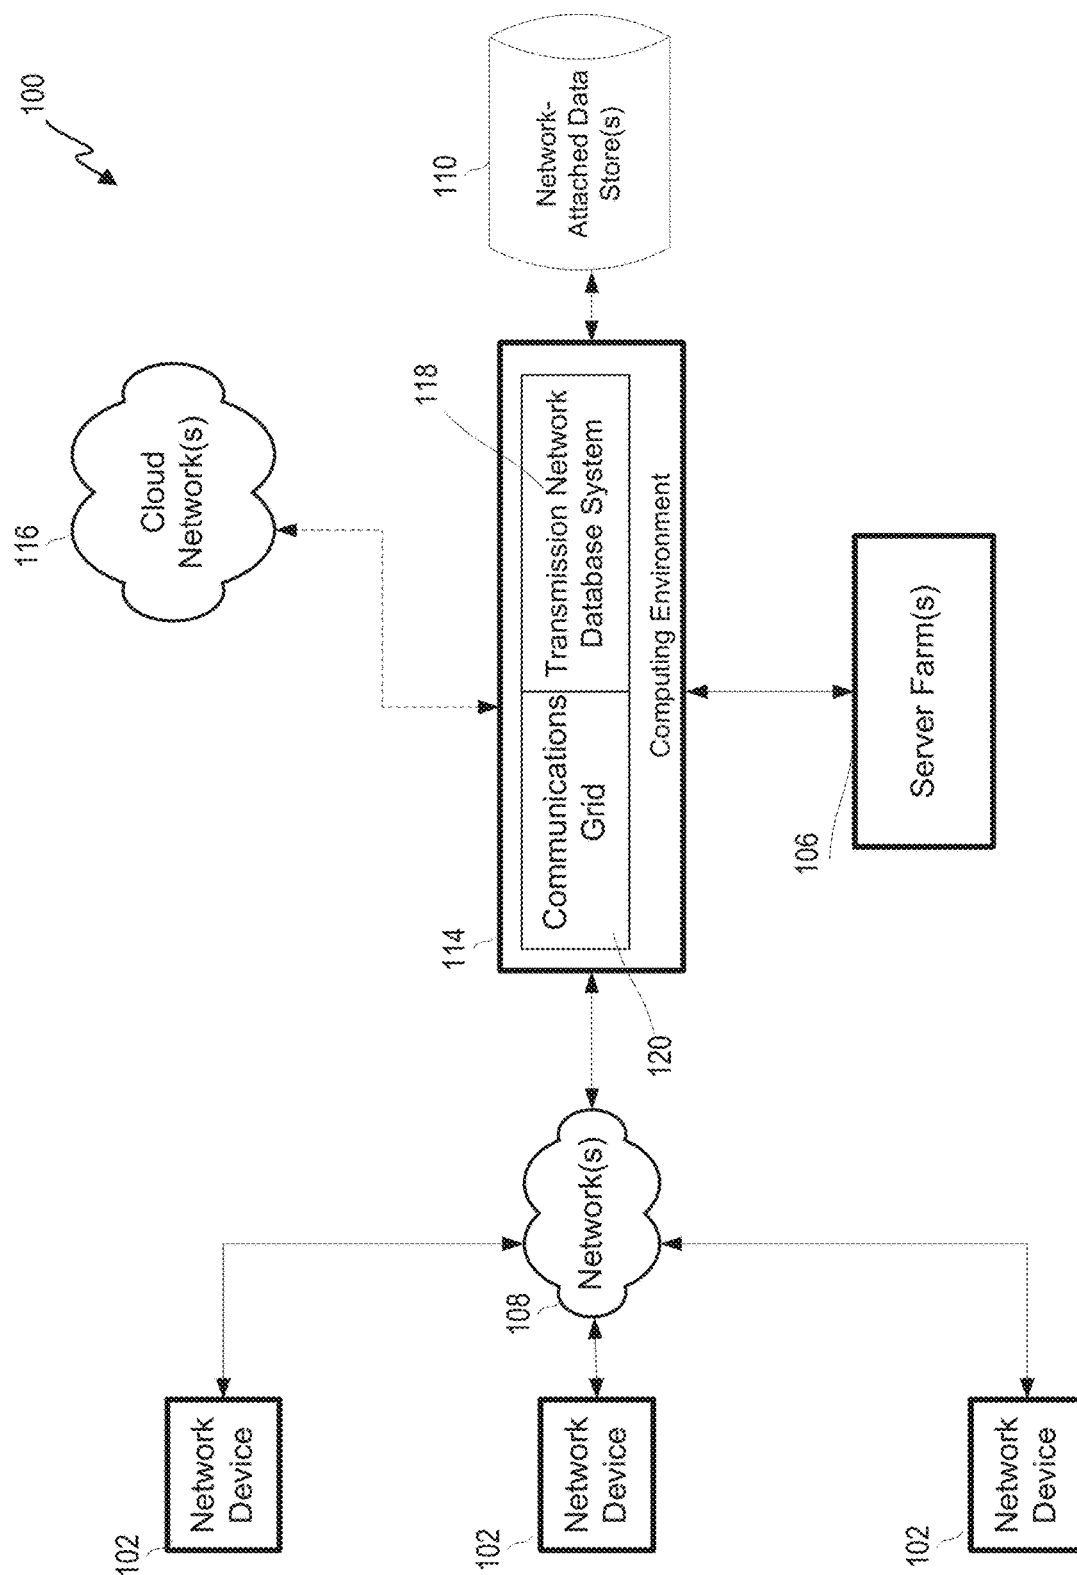 100
116
Cloud
Network(s)
102
Network
Device
108
Network(s)
102
Network
Device
102
Network
Device
114
Communications
Grid
120
118
Transmission Network
Database System
Computing Environment
110
Network-
Attached Data
Store(s)
106
Server Farm(s)